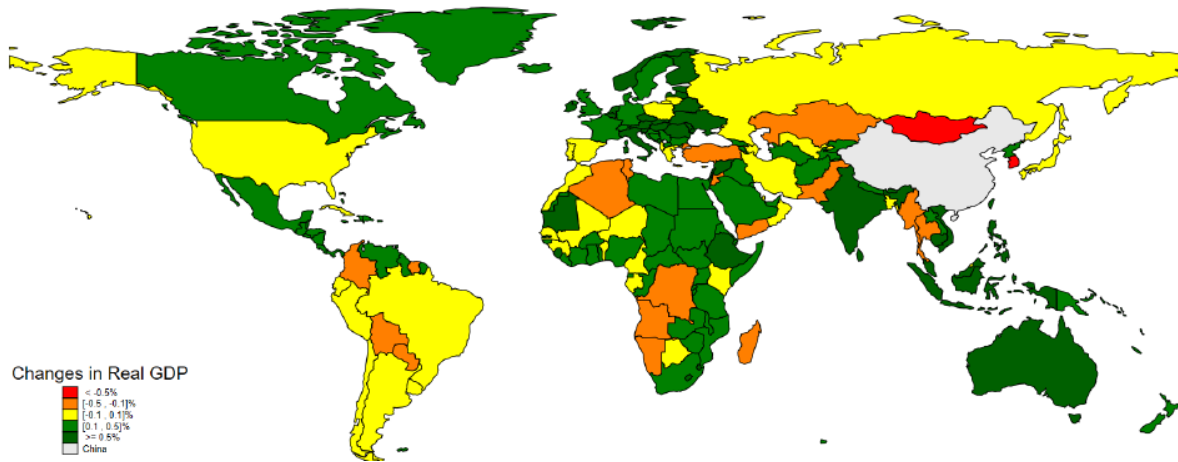 Changes in Real GDP
< -0.5%
[-0.5 , -0.1]%
[-0.1 , 0.1]%
[0.1 , 0.5]%
>= 0.5%
China